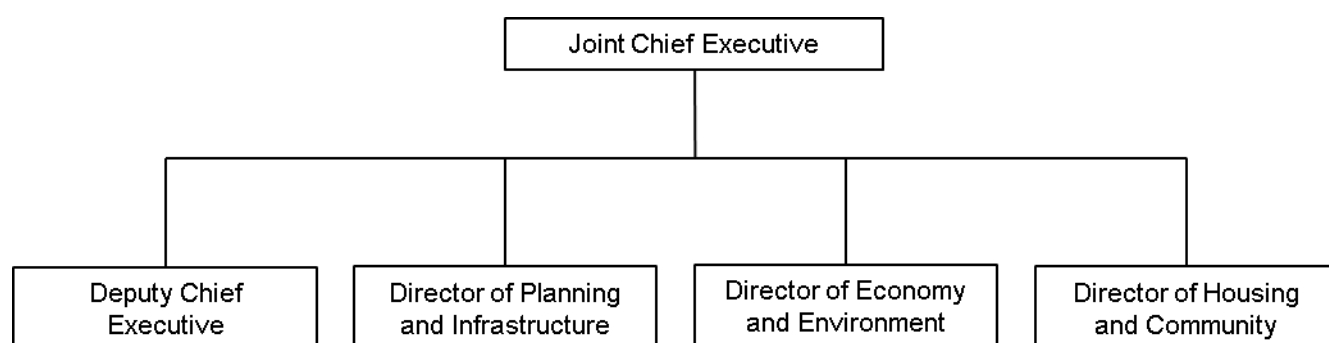 Joint Chief Executive
Deputy Chief
Executive
Director of Planning
and Infrastructure
Director of Economy
and Environment
Director of Housing
and Community